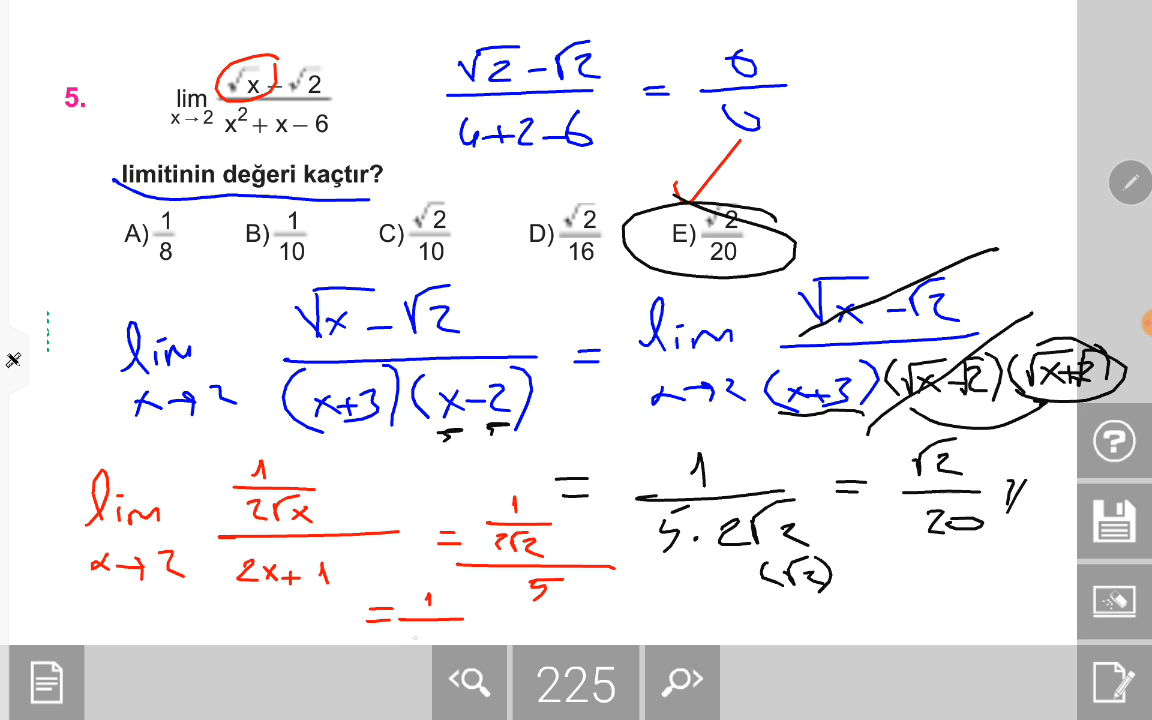 5. lim x→2 (√x − √2)/(x² + x − 6)
(√2 − √2)/(4+2−6) = 0/0
limitinin değeri kaçtır?
A) 1/8 B) 1/10 C) √2/10 D) √2/16 E) √2/20
lim x→2 (√x − √2)/((x+3)(x−2)) = lim x→2 (√x − √2)/((x+3)(√x−√2)(√x+√2))
= 1/(5·2√2) = √2/20 //
(√2)
lim x→2 (1/(2√x))/(2x+1) = (1/(2√2))/5
= 1
225